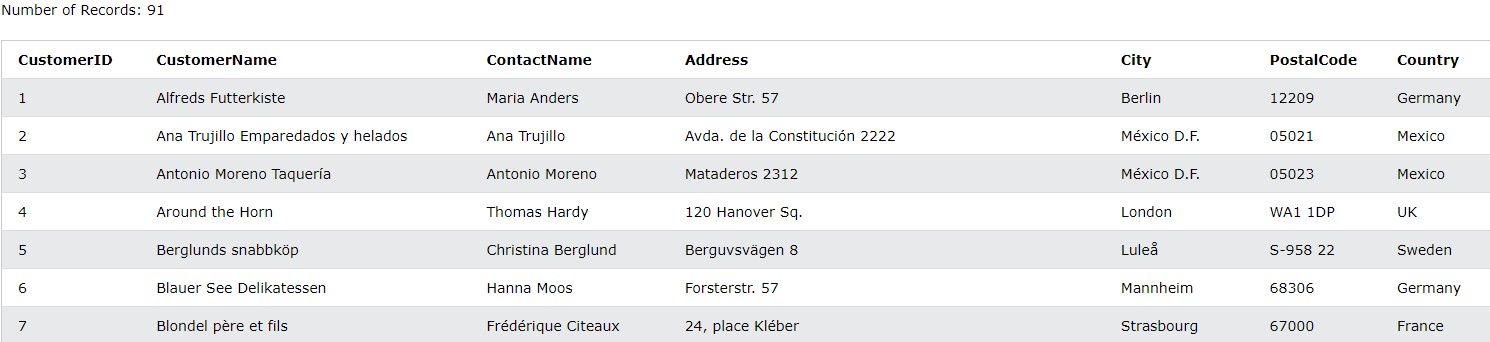 Number of Records: 91
CustomerID CustomerName ContactName Address City PostalCode Country
1 Alfreds Futterkiste Maria Anders Obere Str. 57 Berlin 12209 Germany
2 Ana Trujillo Emparedados y helados Ana Trujillo Avda. de la Constitución 2222 México D.F. 05021 Mexico
3 Antonio Moreno Taquería Antonio Moreno Mataderos 2312 México D.F. 05023 Mexico
4 Around the Horn Thomas Hardy 120 Hanover Sq. London WA1 1DP UK
5 Berglunds snabbköp Christina Berglund Berguvsvägen 8 Luleå S-958 22 Sweden
6 Blauer See Delikatessen Hanna Moos Forsterstr. 57 Mannheim 68306 Germany
7 Blondel père et fils Frédérique Citeaux 24, place Kléber Strasbourg 67000 France